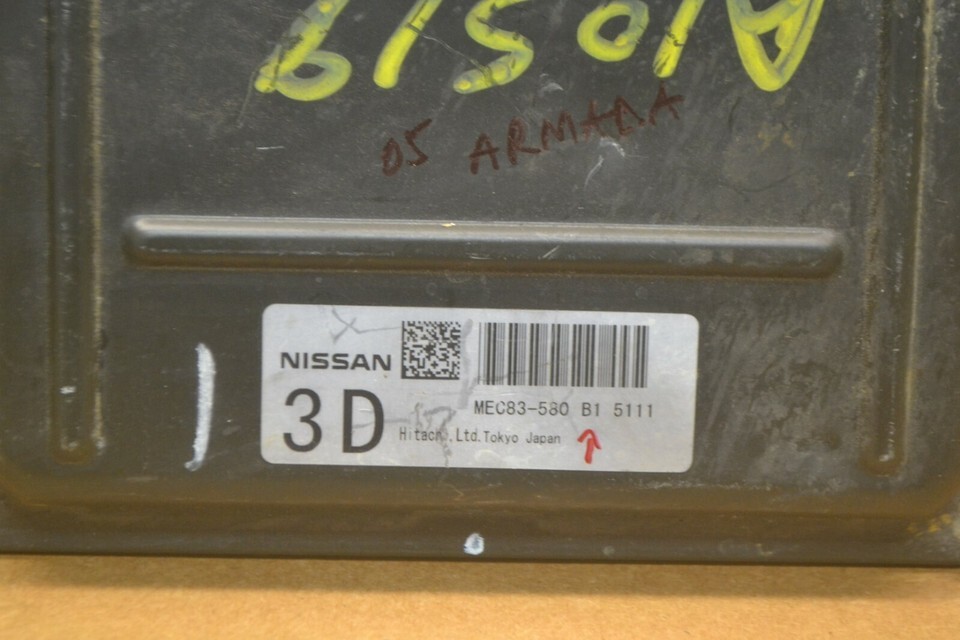 05 ARMADA
NISSAN
3D
MEC83-580 B1 5111
Hitachi,Ltd.Tokyo Japan